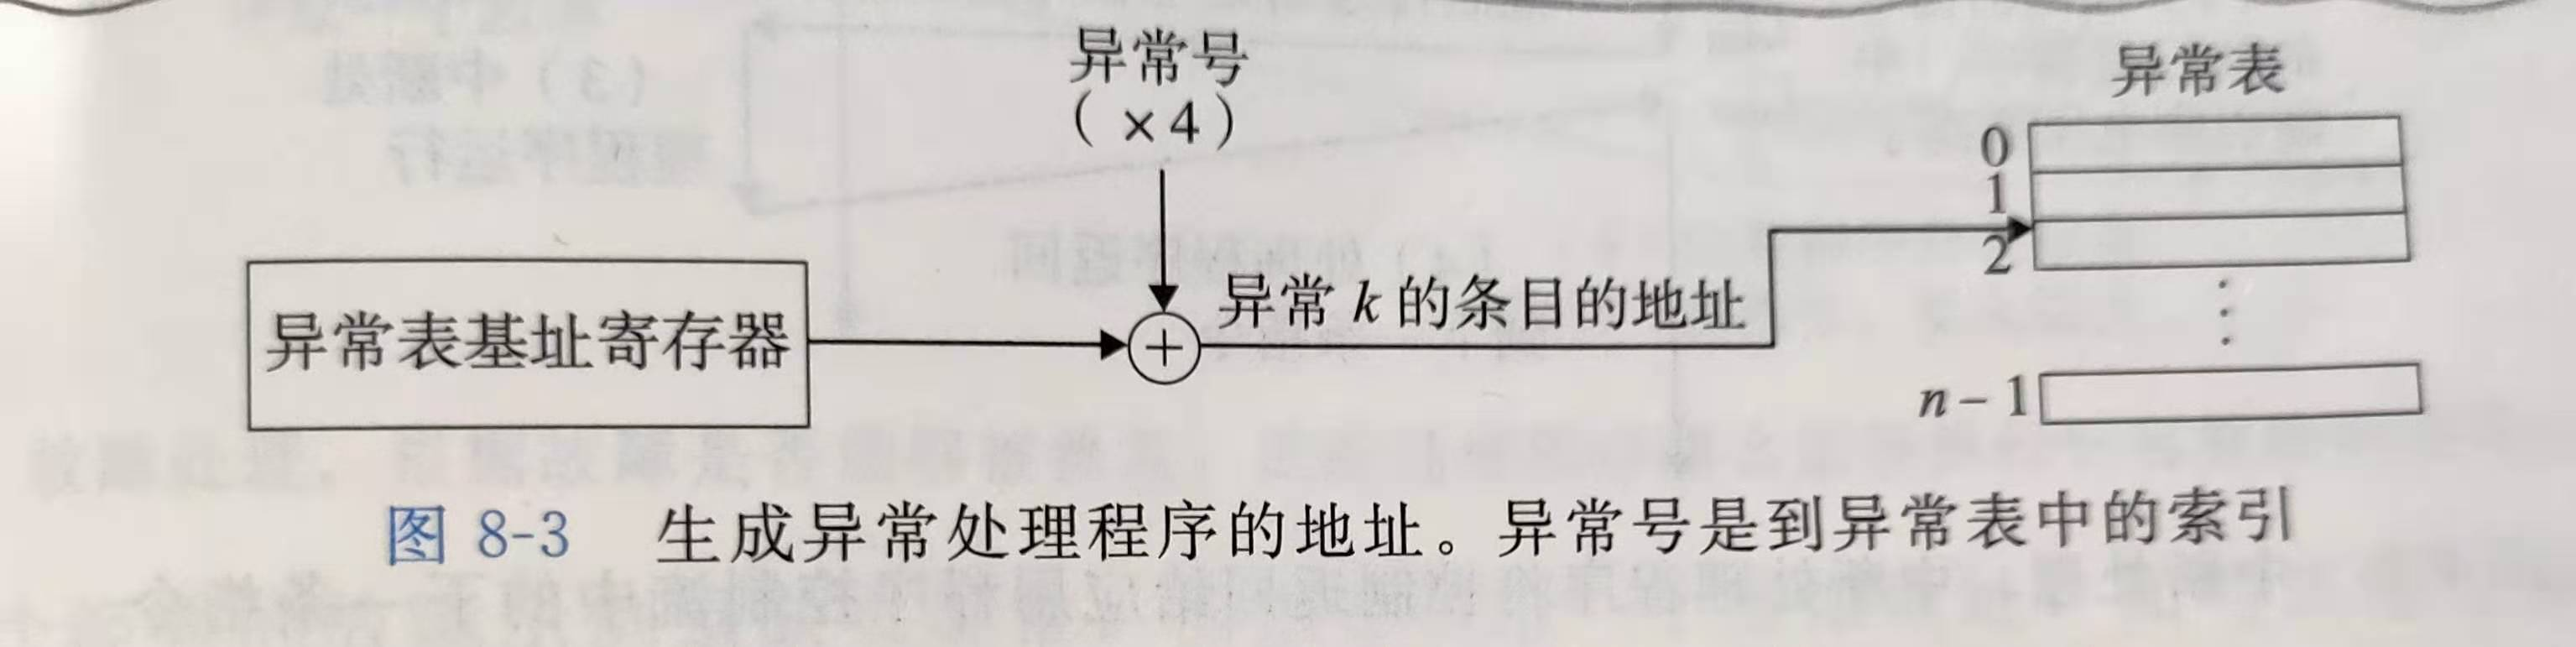 异常号
(×4)
异常表
0
1
2
异常表基址寄存器
+
异常 k 的条目的地址
n-1
图 8-3 生成异常处理程序的地址。异常号是到异常表中的索引